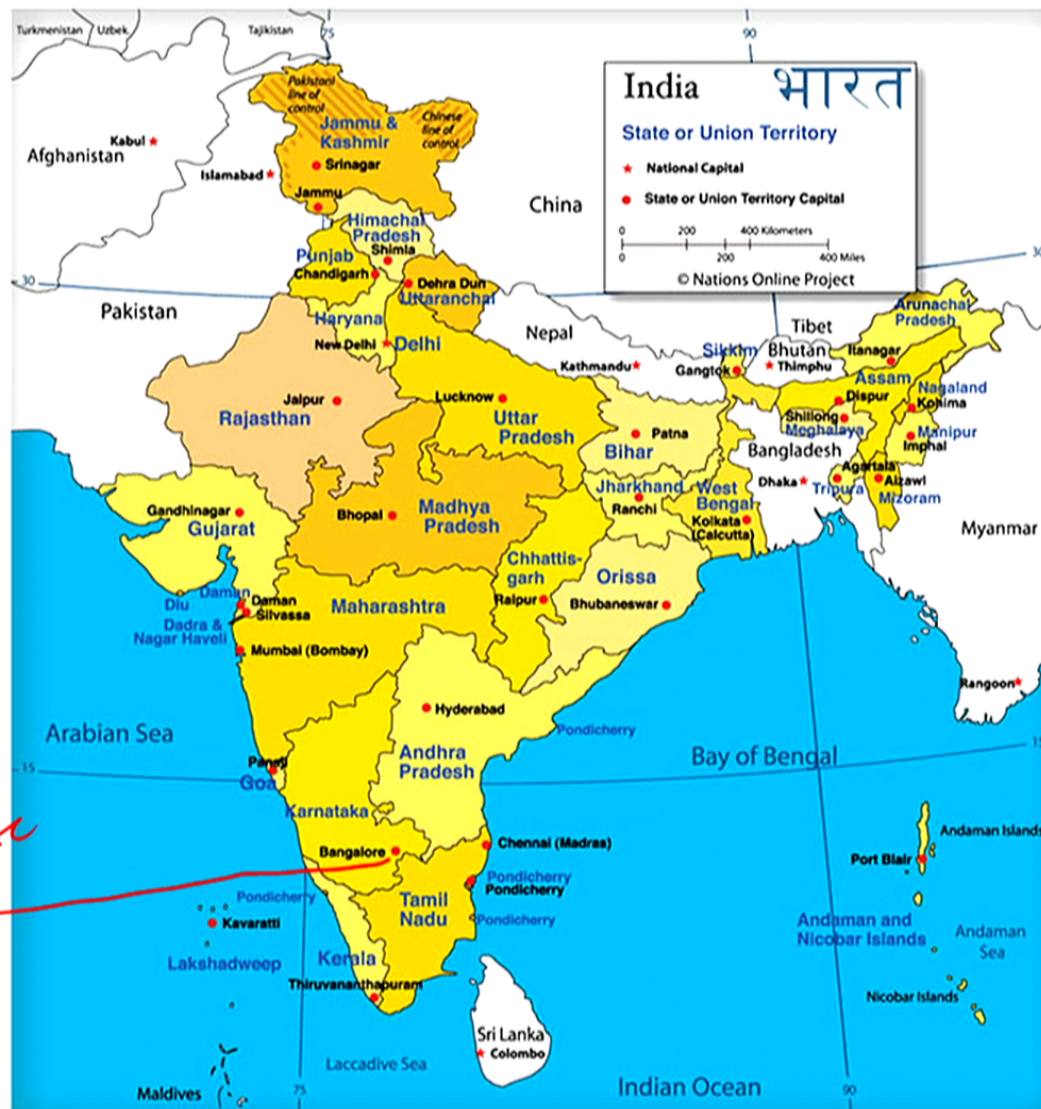 Turkmenistan
Uzbek.
Tajikistan
75
90
India भारत
State or Union Territory
National Capital
State or Union Territory Capital
0 200 400 Kilometers
0 200 400 Miles
© Nations Online Project
Pakistani
line of
control
Chinese
line of
control
Jammu &
Kashmir
Kabul
Afghanistan
Islamabad
Srinagar
Jammu
China
Himachal
Pradesh
Shimla
Punjab
Chandigarh
Dehra Dun
Uttaranchal
30
30
Pakistan
Haryana
New Delhi
Delhi
Nepal
Kathmandu
Tibet
Sikkim
Gangtok
Bhutan
Thimphu
Arunachal
Pradesh
Itanagar
Assam
Dispur
Nagaland
Kohima
Shillong
Meghalaya
Manipur
Imphal
Jaipur
Rajasthan
Lucknow
Uttar
Pradesh
Patna
Bihar
Bangladesh
Dhaka
Agartala
Tripura
Aizawl
Mizoram
Jharkhand
Ranchi
West
Bengal
Kolkata
(Calcutta)
Myanmar
Gandhinagar
Gujarat
Bhopal
Madhya
Pradesh
Chhattis-
garh
Raipur
Orissa
Bhubaneswar
Daman
Diu
Daman
Silvassa
Dadra &
Nagar Haveli
Maharashtra
Mumbai (Bombay)
Rangoon
Hyderabad
Andhra
Pradesh
Pondicherry
Arabian Sea
Bay of Bengal
15
15
Panaji
Goa
Karnataka
Bangalore
Chennai (Madras)
Pondicherry
Pondicherry
Pondicherry
Pondicherry
Tamil
Nadu
Kavaratti
Lakshadweep
Kerala
Thiruvananthapuram
Andaman Islands
Port Blair
Andaman and
Nicobar Islands
Andaman
Sea
Nicobar Islands
Sri Lanka
Colombo
Laccadive Sea
Maldives
Indian Ocean
75
90